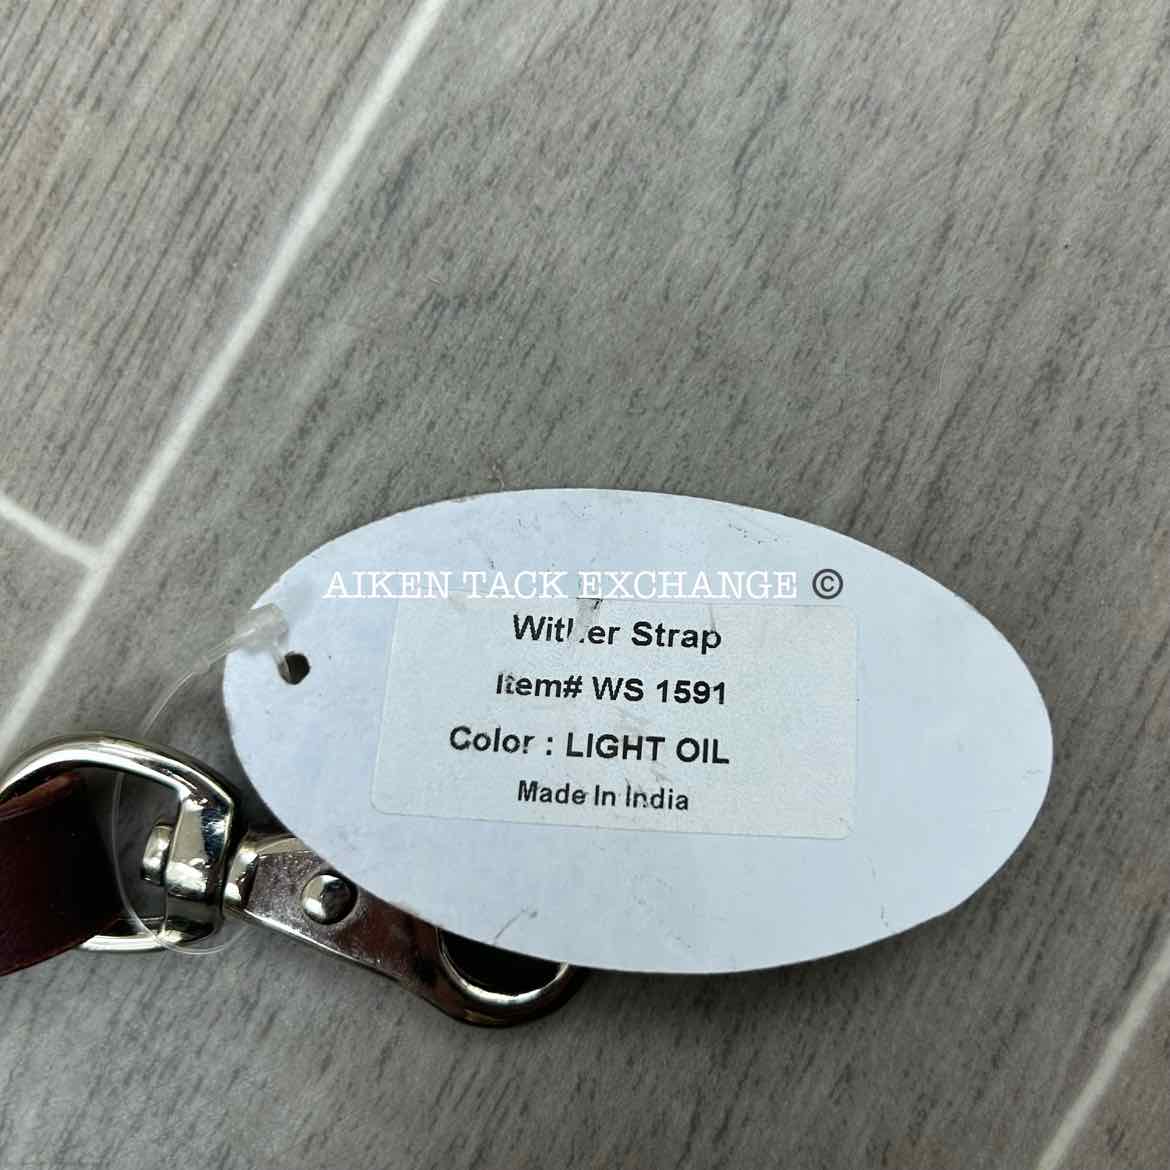 AIKEN TACK EXCHANGE ©
Wither Strap
Item# WS 1591
Color : LIGHT OIL
Made In India